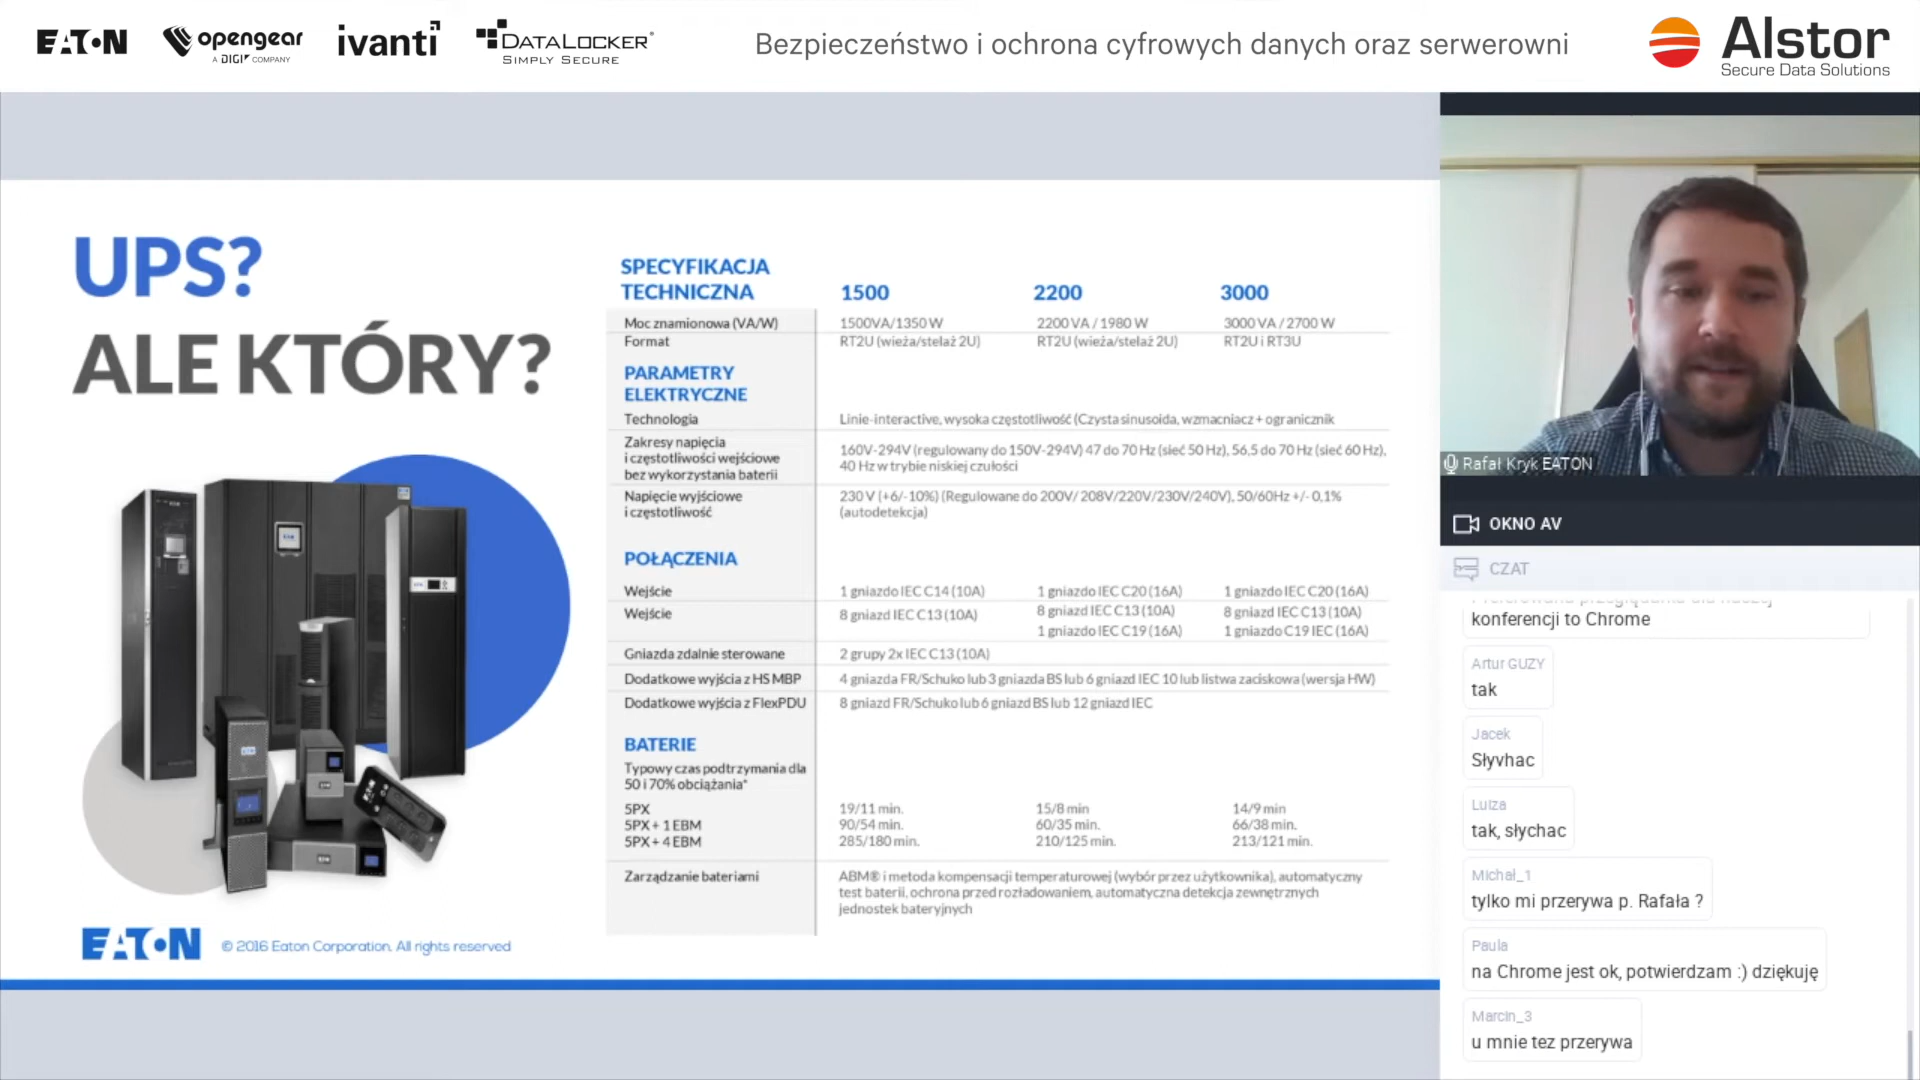 EATON
opengear
A DIGI COMPANY
ivanti
DATALOCKER
SIMPLY SECURE
Bezpieczeństwo i ochrona cyfrowych danych oraz serwerowni
Alstor
Secure Data Solutions
UPS?
ALE KTÓRY?
EATON
© 2016 Eaton Corporation. All rights reserved
SPECYFIKACJA
TECHNICZNA 1500 2200 3000
Moc znamionowa (VA/W) 1500VA/1350 W 2200 VA / 1980 W 3000 VA / 2700 W
Format RT2U (wieża/stelaż 2U) RT2U (wieża/stelaż 2U) RT2U i RT3U
PARAMETRY
ELEKTRYCZNE
Technologia Linie-interactive, wysoka częstotliwość (Czysta sinusoida, wzmacniacz + ogranicznik
Zakresy napięcia
i częstotliwości wejściowe
bez wykorzystania baterii
160V-294V (regulowany do 150V-294V) 47 do 70 Hz (sieć 50 Hz), 56,5 do 70 Hz (sieć 60 Hz),
40 Hz w trybie niskiej czułości
Napięcie wyjściowe
i częstotliwość
230 V (+6/-10%) (Regulowane do 200V/ 208V/220V/230V/240V), 50/60Hz +/- 0,1%
(autodetekcja)
POŁĄCZENIA
Wejście 1 gniazdo IEC C14 (10A) 1 gniazdo IEC C20 (16A) 1 gniazdo IEC C20 (16A)
Wejście 8 gniazd IEC C13 (10A) 8 gniazd IEC C13 (10A) 8 gniazd IEC C13 (10A)
1 gniazdo IEC C19 (16A) 1 gniazdo C19 IEC (16A)
Gniazda zdalnie sterowane 2 grupy 2x IEC C13 (10A)
Dodatkowe wyjścia z HS MBP 4 gniazda FR/Schuko lub 3 gniazda BS lub 6 gniazd IEC 10 lub listwa zaciskowa (wersja HW)
Dodatkowe wyjścia z FlexPDU 8 gniazd FR/Schuko lub 6 gniazd BS lub 12 gniazd IEC
BATERIE
Typowy czas podtrzymania dla
50 i 70% obciążania*
5PX 19/11 min. 15/8 min 14/9 min
5PX + 1 EBM 90/54 min. 60/35 min. 66/38 min.
5PX + 4 EBM 285/180 min. 210/125 min. 213/121 min.
Zarządzanie bateriami ABM® i metoda kompensacji temperaturowej (wybór przez użytkownika), automatyczny
test baterii, ochrona przed rozładowaniem, automatyczna detekcja zewnętrznych
jednostek bateryjnych
Rafał Kryk EATON
OKNO AV
CZAT
konferencji to Chrome
Artur GUZY
tak
Jacek
Słyvhac
Luiza
tak, słychac
Michał_1
tylko mi przerywa p. Rafała ?
Paula
na Chrome jest ok, potwierdzam :) dziękuję
Marcin_3
u mnie tez przerywa